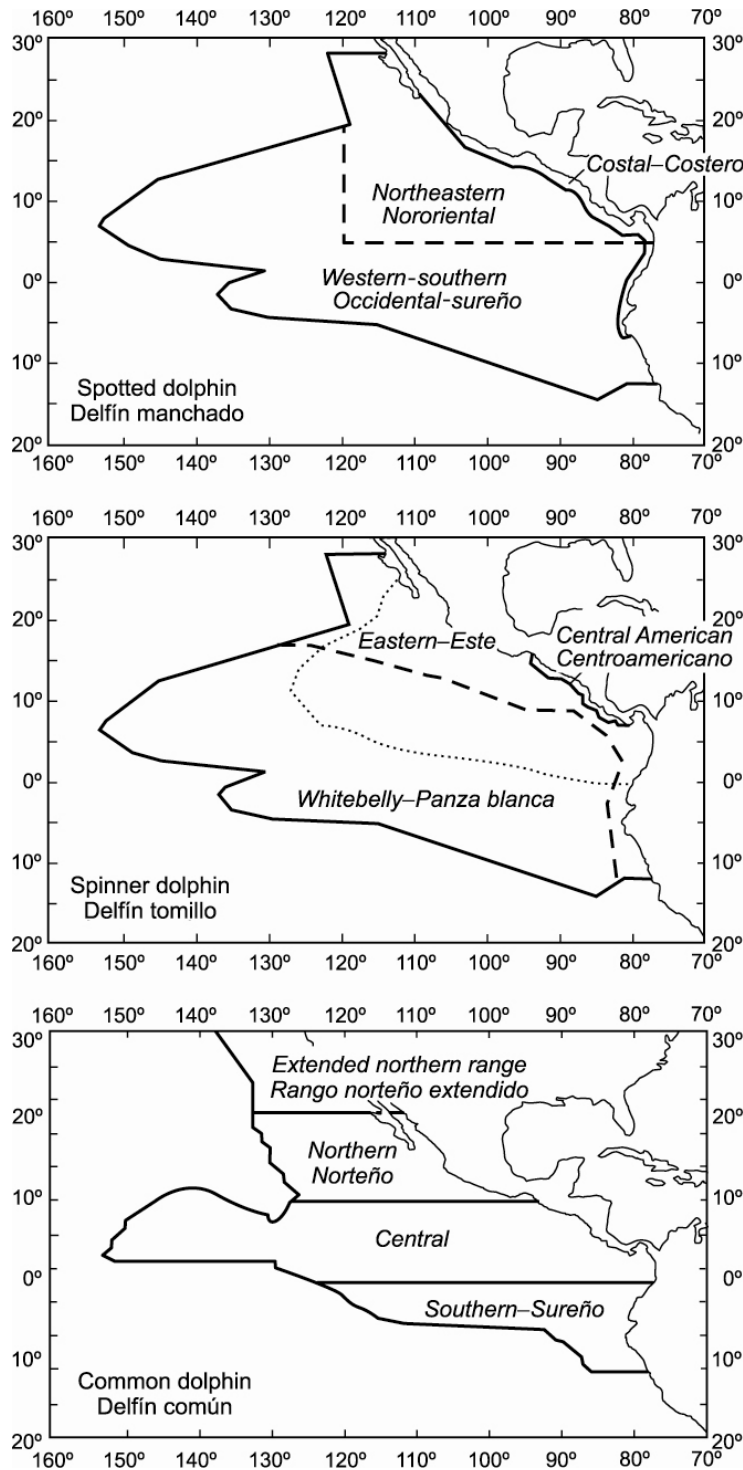 160º 150º 140º 130º 120º 110º 100º 90º 80º 70º
30º 30º
20º 20º
Costal–Costero
10º Northeastern 10º
Nororiental
0º Western-southern 0º
Occidental-sureño
10º 10º
Spotted dolphin
Delfín manchado
20º 20º
160º 150º 140º 130º 120º 110º 100º 90º 80º 70º
160º 150º 140º 130º 120º 110º 100º 90º 80º 70º
30º 30º
20º 20º
Eastern–Este Central American
Centroamericano
10º 10º
0º 0º
Whitebelly–Panza blanca
10º 10º
Spinner dolphin
Delfín tornillo
20º 20º
160º 150º 140º 130º 120º 110º 100º 90º 80º 70º
160º 150º 140º 130º 120º 110º 100º 90º 80º 70º
30º 30º
Extended northern range
Rango norteño extendido
20º 20º
Northern
Norteño
10º 10º
Central
0º 0º
Southern–Sureño
10º 10º
Common dolphin
Delfín común
20º 20º
160º 150º 140º 130º 120º 110º 100º 90º 80º 70º